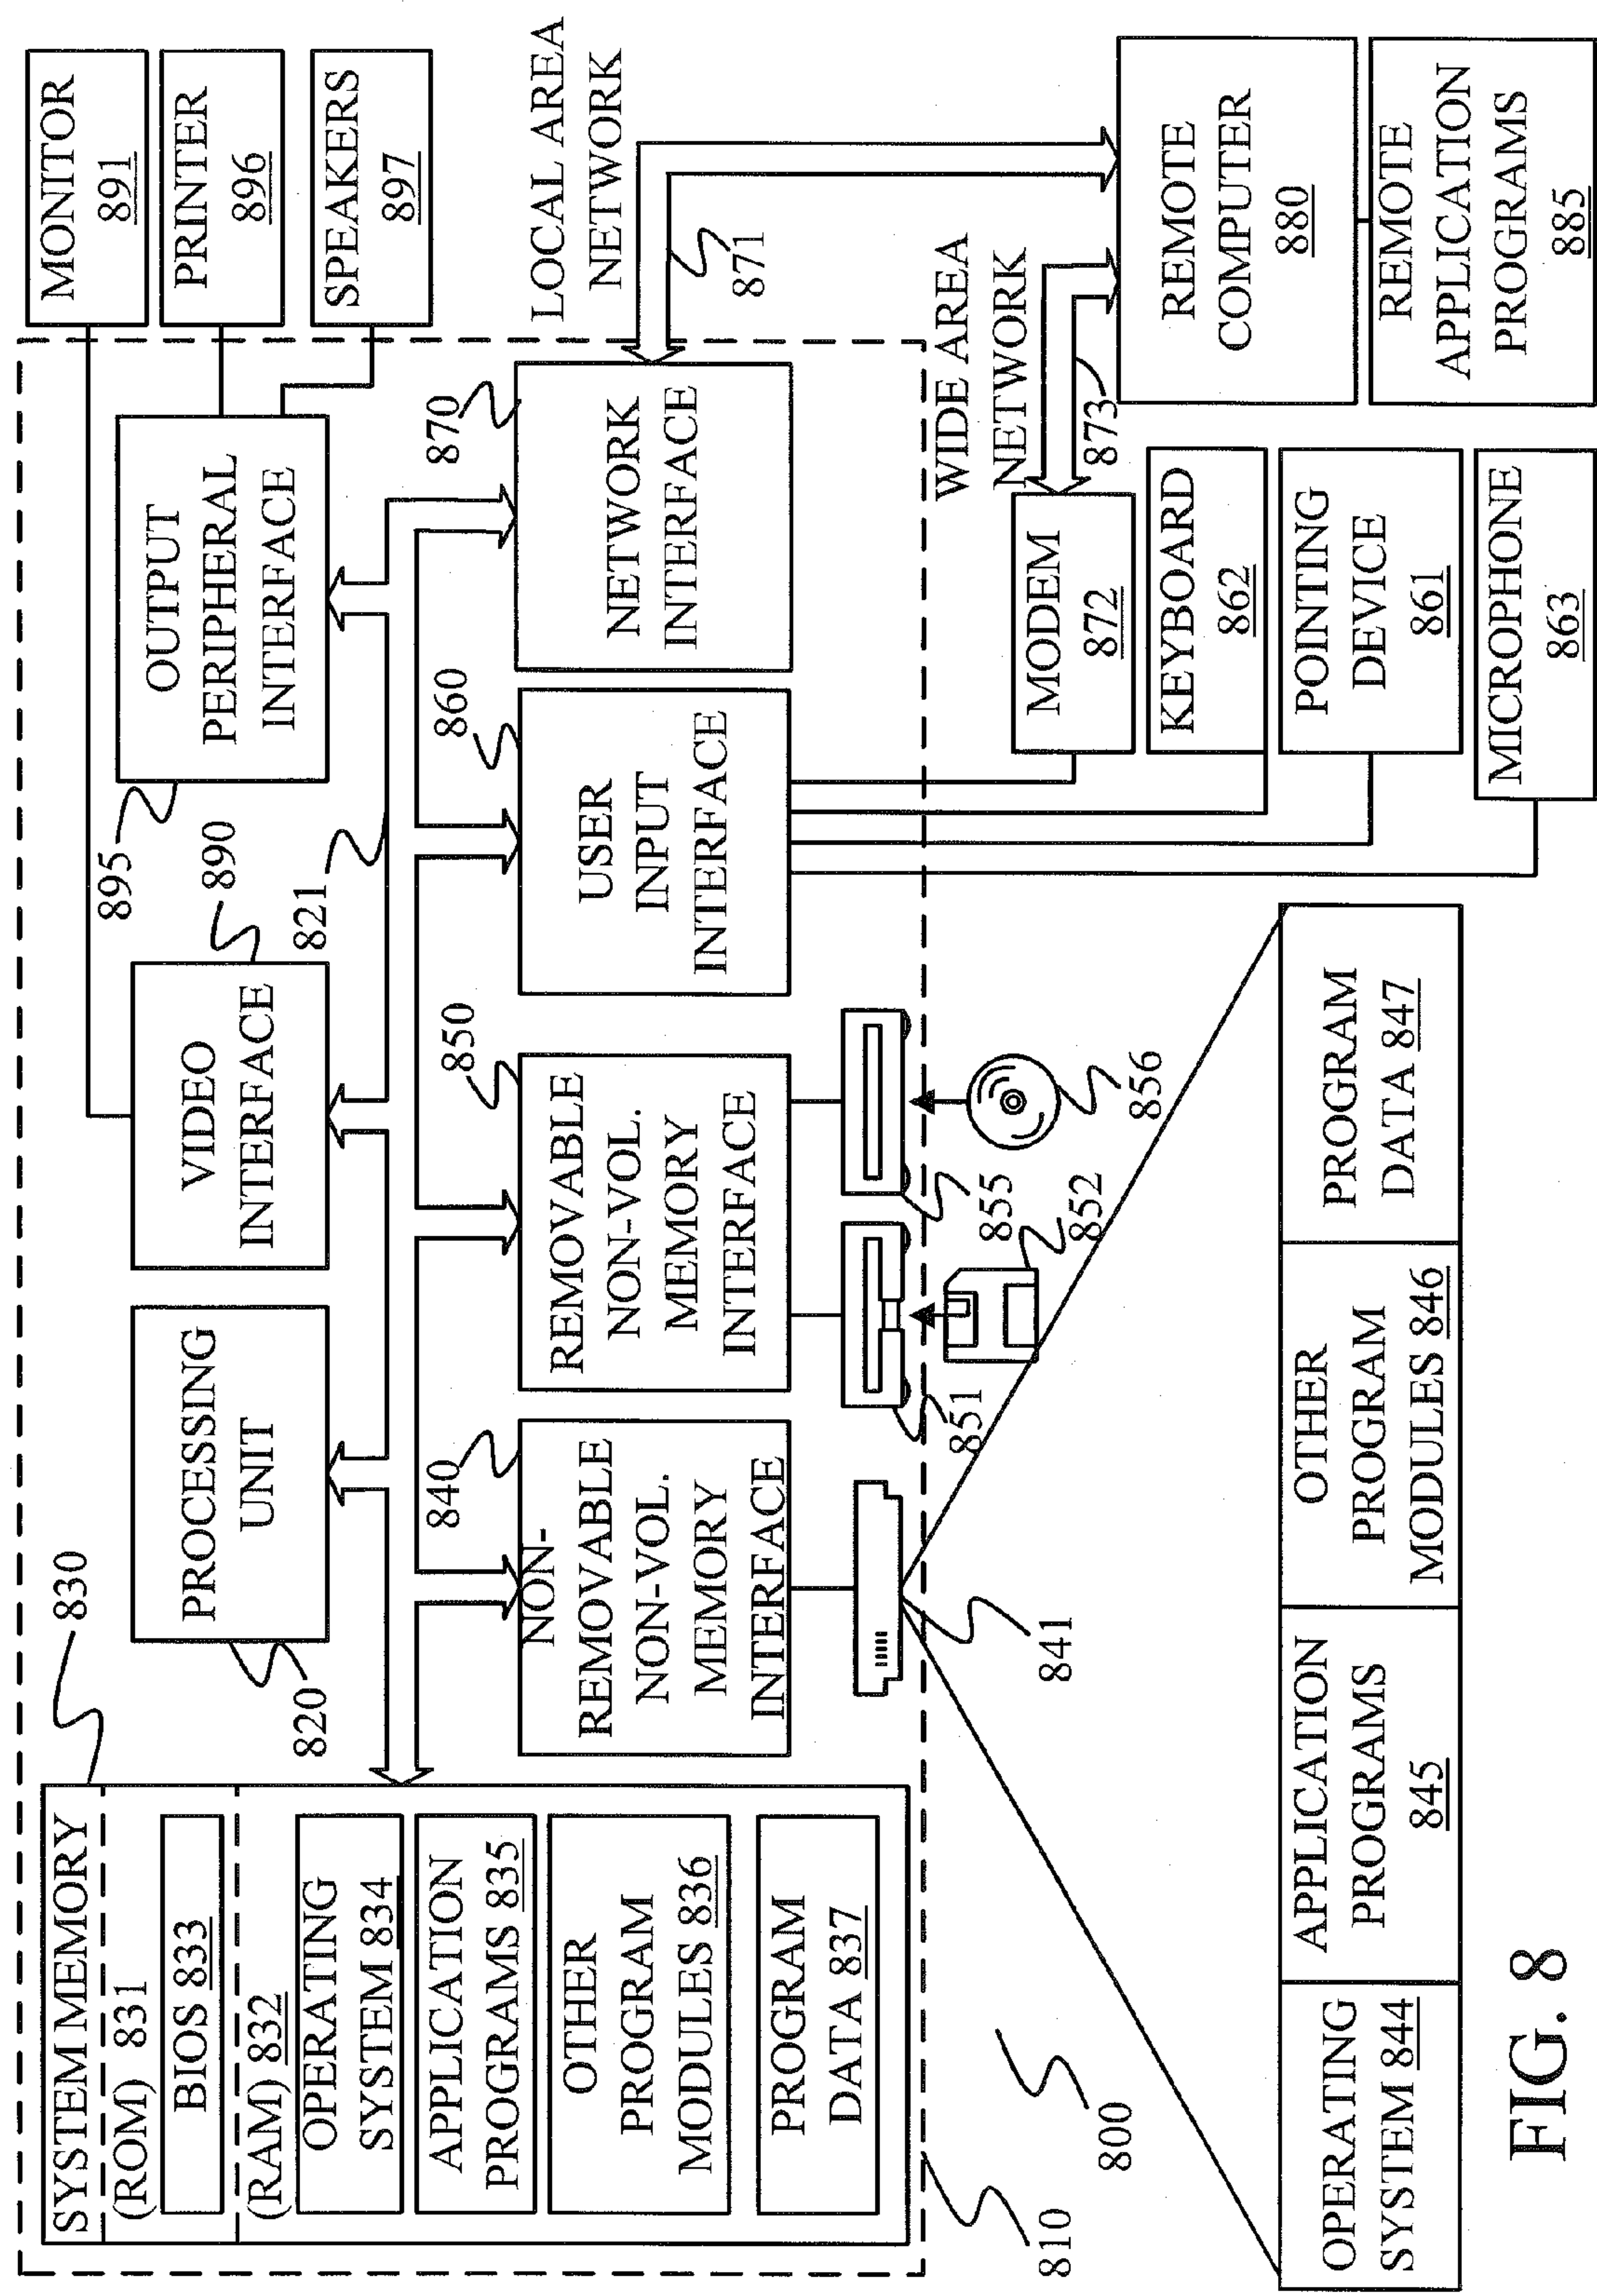 SYSTEM MEMORY
(ROM) 831
BIOS 833
(RAM) 832
OPERATING
SYSTEM 834
APPLICATION
PROGRAMS 835
OTHER
PROGRAM
MODULES 836
PROGRAM
DATA 837
830
PROCESSING
UNIT
820
VIDEO
INTERFACE
890
821
OUTPUT
PERIPHERAL
INTERFACE
895
MONITOR
891
PRINTER
896
SPEAKERS
897
NON-
REMOVABLE
NON-VOL.
MEMORY
INTERFACE
840
REMOVABLE
NON-VOL.
MEMORY
INTERFACE
850
USER
INPUT
INTERFACE
860
NETWORK
INTERFACE
870
LOCAL AREA
NETWORK
871
841
851
852
855
856
WIDE AREA
NETWORK
873
MODEM
872
KEYBOARD
862
POINTING
DEVICE
861
MICROPHONE
863
REMOTE
COMPUTER
880
REMOTE
APPLICATION
PROGRAMS
885
810
800
OPERATING
SYSTEM 844
APPLICATION
PROGRAMS
845
OTHER
PROGRAM
MODULES 846
PROGRAM
DATA 847
FIG. 8